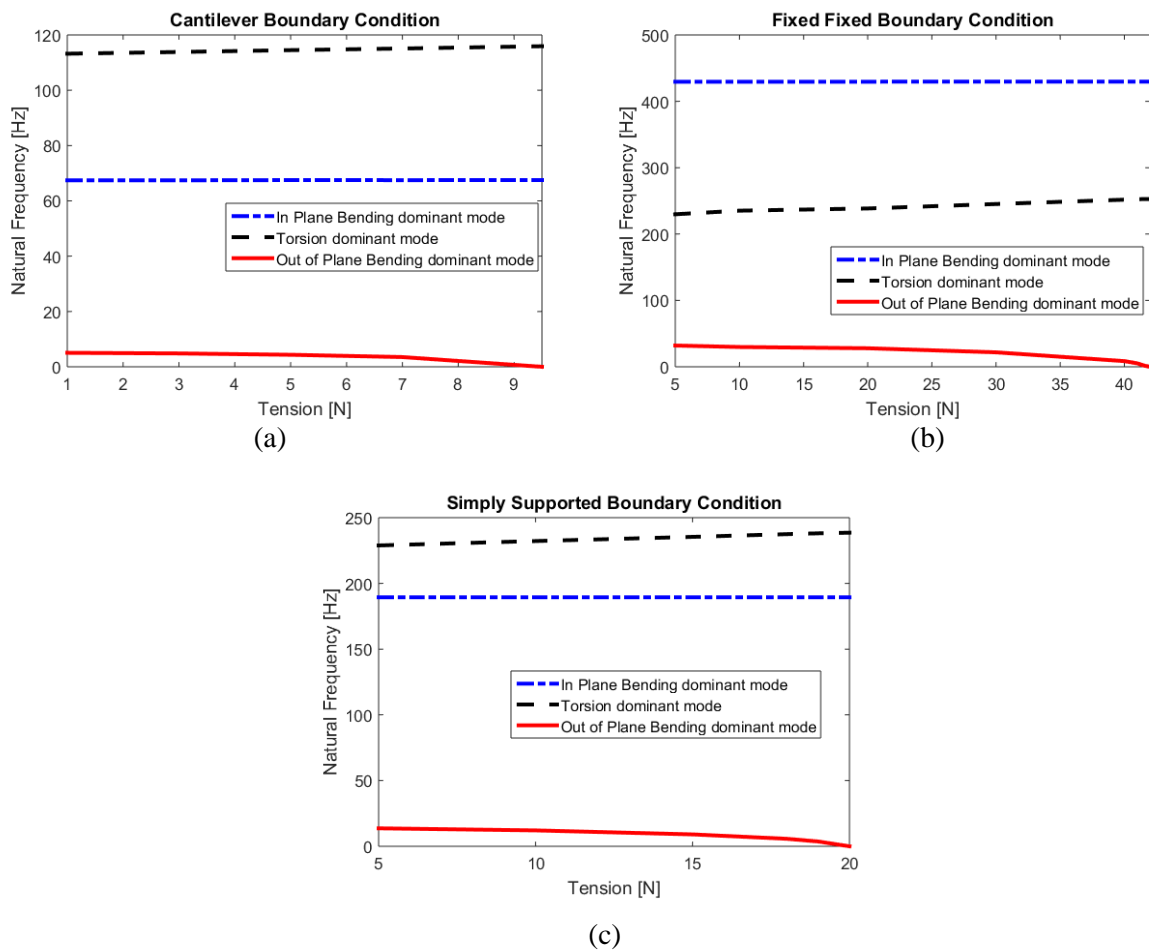 Cantilever Boundary Condition
120
100
80
60
40
20
0
Natural Frequency [Hz]
In Plane Bending dominant mode
Torsion dominant mode
Out of Plane Bending dominant mode
1 2 3 4 5 6 7 8 9
Tension [N]
(a)
Fixed Fixed Boundary Condition
500
400
300
200
100
0
Natural Frequency [Hz]
In Plane Bending dominant mode
Torsion dominant mode
Out of Plane Bending dominant mode
5 10 15 20 25 30 35 40
Tension [N]
(b)
Simply Supported Boundary Condition
250
200
150
100
50
0
Natural Frequency [Hz]
In Plane Bending dominant mode
Torsion dominant mode
Out of Plane Bending dominant mode
5 10 15 20
Tension [N]
(c)